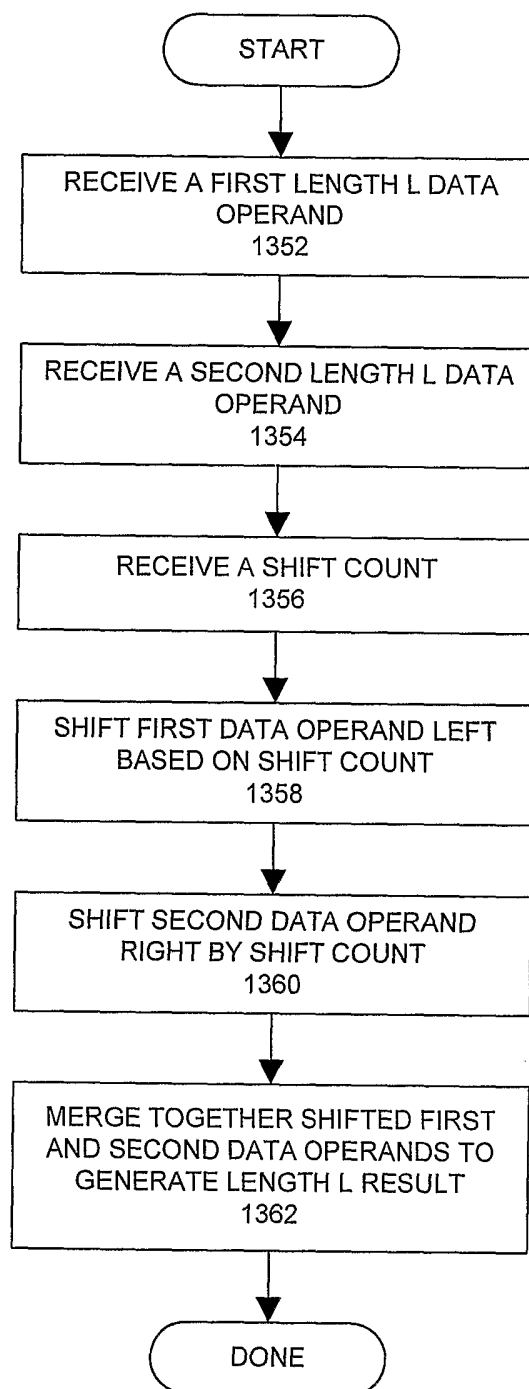 START
RECEIVE A FIRST LENGTH L DATA
OPERAND
1352
RECEIVE A SECOND LENGTH L DATA
OPERAND
1354
RECEIVE A SHIFT COUNT
1356
SHIFT FIRST DATA OPERAND LEFT
BASED ON SHIFT COUNT
1358
SHIFT SECOND DATA OPERAND
RIGHT BY SHIFT COUNT
1360
MERGE TOGETHER SHIFTED FIRST
AND SECOND DATA OPERANDS TO
GENERATE LENGTH L RESULT
1362
DONE